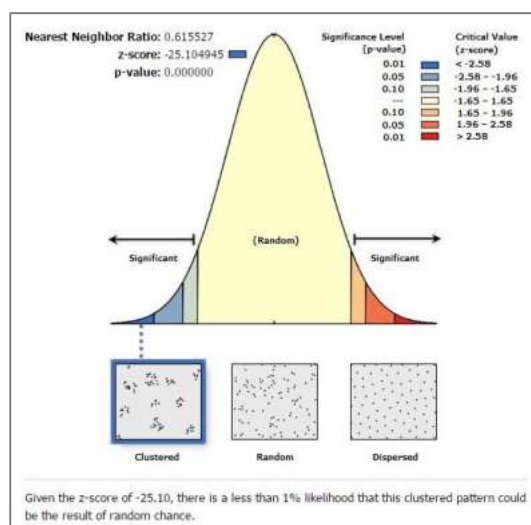 Nearest Neighbor Ratio: 0.615527
z-score: -25.104945
p-value: 0.000000
Significance Level
(p-value)
Critical Value
(z-score)
0.01 < -2.58
0.05 -2.58 – -1.96
0.10 -1.96 – -1.65
--- -1.65 – 1.65
0.10 1.65 – 1.96
0.05 1.96 – 2.58
0.01 > 2.58
(Random)
Significant Significant
Clustered Random Dispersed
Given the z-score of -25.10, there is a less than 1% likelihood that this clustered pattern could
be the result of random chance.